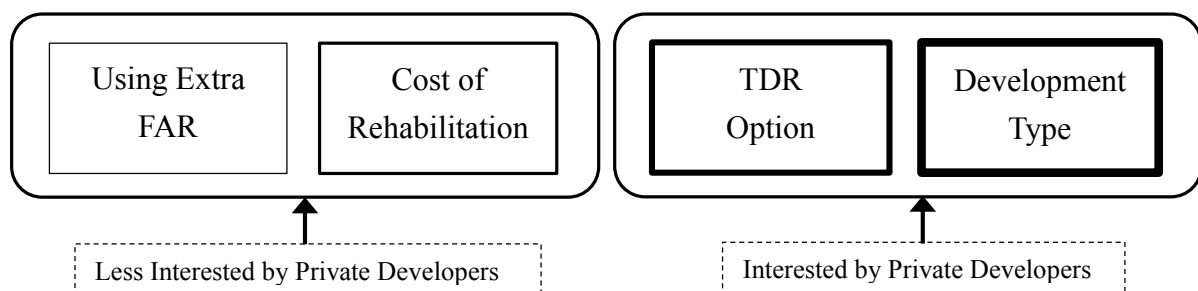 Using Extra
FAR
Cost of
Rehabilitation
TDR
Option
Development
Type
Less Interested by Private Developers
Interested by Private Developers